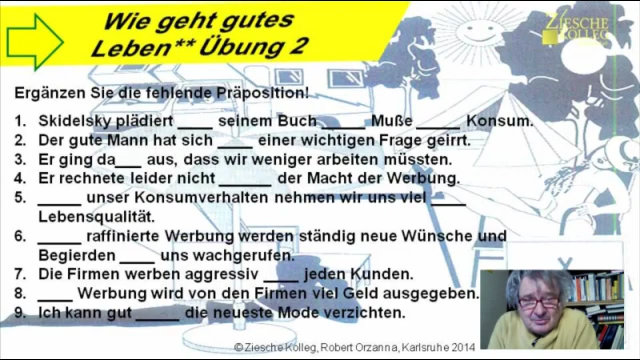 Wie geht gutes
Leben** Übung 2
ZIESCHE
KOLLEG
Ergänzen Sie die fehlende Präposition!
1. Skidelsky plädiert ____ seinem Buch _____ Muße _____ Konsum.
2. Der gute Mann hat sich ____ einer wichtigen Frage geirrt.
3. Er ging da___ aus, dass wir weniger arbeiten müssten.
4. Er rechnete leider nicht ______ der Macht der Werbung.
5. _____ unser Konsumverhalten nehmen wir uns viel ____
Lebensqualität.
6. _____ raffinierte Werbung werden ständig neue Wünsche und
Begierden ____ uns wachgerufen.
7. Die Firmen werben aggressiv ____ jeden Kunden.
8. ____ Werbung wird von den Firmen viel Geld ausgegeben.
9. Ich kann gut _____ die neueste Mode verzichten.
©Ziesche Kolleg, Robert Orzanna, Karlsruhe 2014